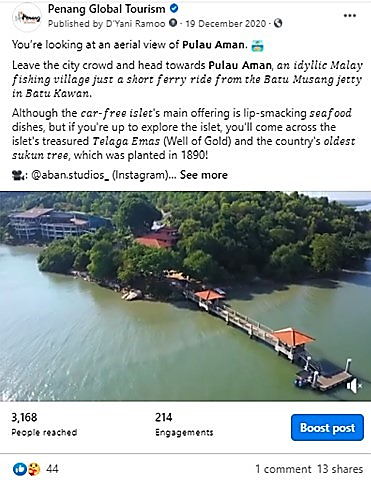 Penang Global Tourism
Published by D'Yani Ramoo · 19 December 2020 ·
You're looking at an aerial view of Pulau Aman.
Leave the city crowd and head towards Pulau Aman, an idyllic Malay
fishing village just a short ferry ride from the Batu Musang jetty
in Batu Kawan.
Although the car-free islet's main offering is lip-smacking seafood
dishes, but if you're up to explore the islet, you'll come across the
islet's treasured Telaga Emas (Well of Gold) and the country's oldest
sukun tree, which was planted in 1890!
: @aban.studios_ (Instagram)... See more
3,168
People reached
214
Engagements
Boost post
44
1 comment 13 shares